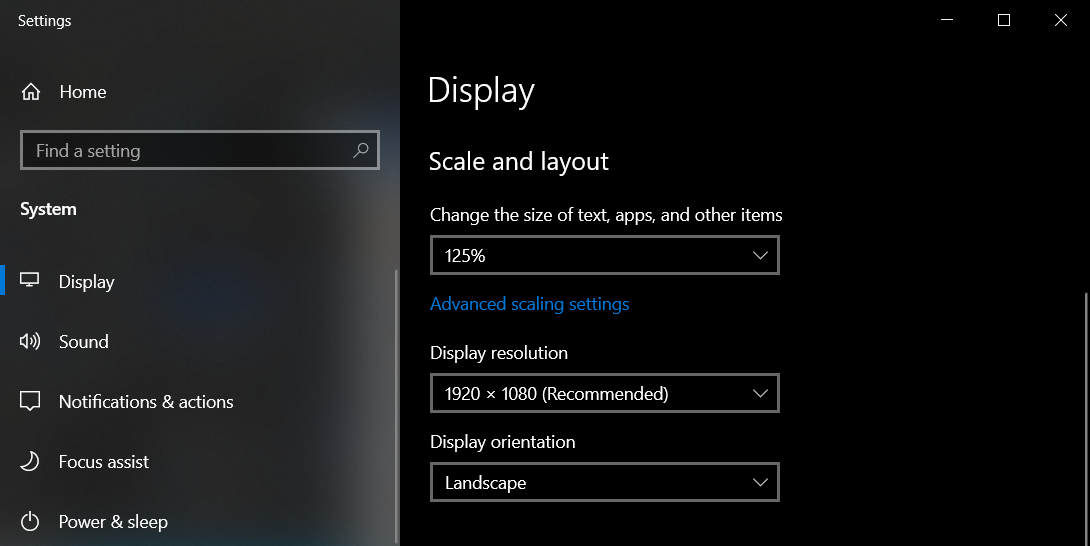 Settings
Home
Find a setting
System
Display
Sound
Notifications & actions
Focus assist
Power & sleep
Display
Scale and layout
Change the size of text, apps, and other items
125%
Advanced scaling settings
Display resolution
1920 × 1080 (Recommended)
Display orientation
Landscape